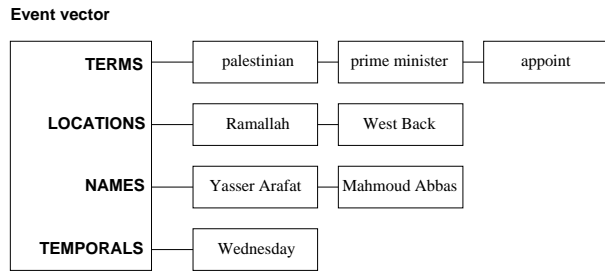 Event vector
TERMS palestinian prime minister appoint
LOCATIONS Ramallah West Back
NAMES Yasser Arafat Mahmoud Abbas
TEMPORALS Wednesday